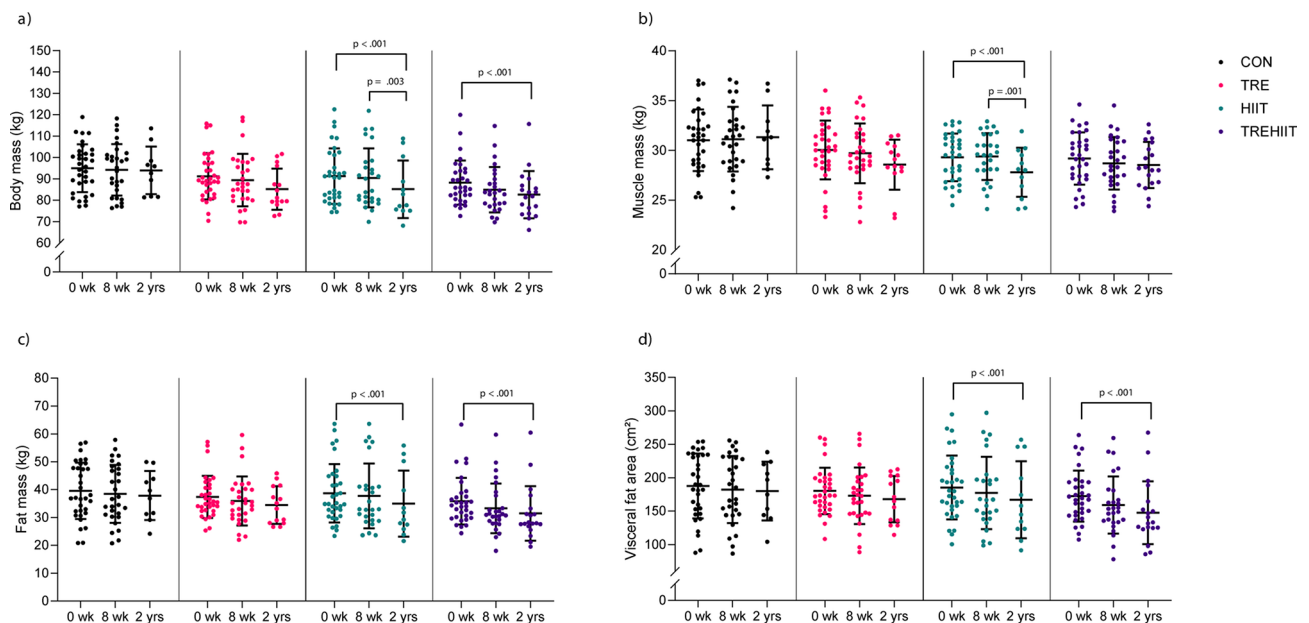 a)
Body mass (kg)
150
140
130
120
110
100
90
80
70
60
0
p < .001
p = .003
p < .001
0 wk 8 wk 2 yrs 0 wk 8 wk 2 yrs 0 wk 8 wk 2 yrs 0 wk 8 wk 2 yrs
b)
Muscle mass (kg)
40
35
30
25
20
0
p < .001
p = .001
0 wk 8 wk 2 yrs 0 wk 8 wk 2 yrs 0 wk 8 wk 2 yrs 0 wk 8 wk 2 yrs
CON
TRE
HIIT
TREHIIT
c)
Fat mass (kg)
80
70
60
50
40
30
20
10
0
p < .001
p < .001
0 wk 8 wk 2 yrs 0 wk 8 wk 2 yrs 0 wk 8 wk 2 yrs 0 wk 8 wk 2 yrs
d)
Visceral fat area (cm²)
350
300
250
200
150
100
0
p < .001
p < .001
0 wk 8 wk 2 yrs 0 wk 8 wk 2 yrs 0 wk 8 wk 2 yrs 0 wk 8 wk 2 yrs